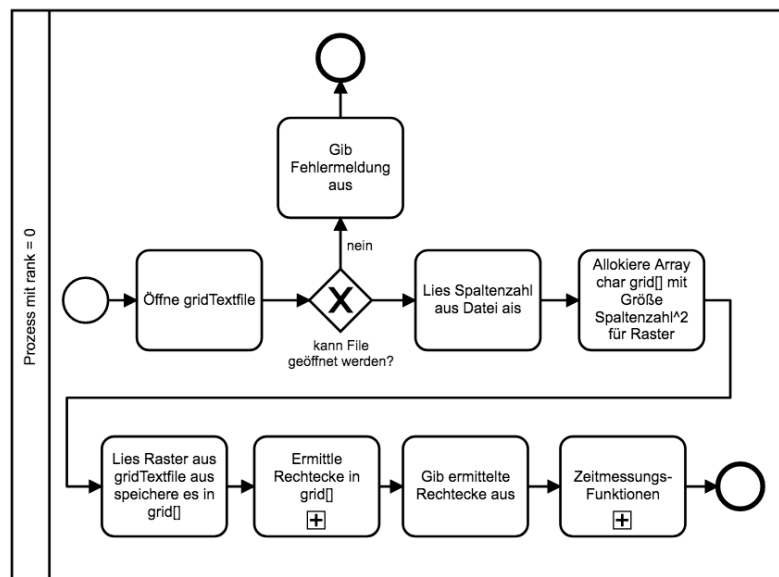 Prozess mit rank = 0
Gib
Fehlermeldung
aus
nein
Öffne gridTextfile
kann File
geöffnet werden?
Lies Spaltenzahl
aus Datei ais
Allokiere Array
char grid[] mit
Größe
Spaltenzahl^2
für Raster
Lies Raster aus
gridTextfile aus
speichere es in
grid[]
Ermittle
Rechtecke in
grid[]
Gib ermittelte
Rechtecke aus
Zeitmessungs-
Funktionen